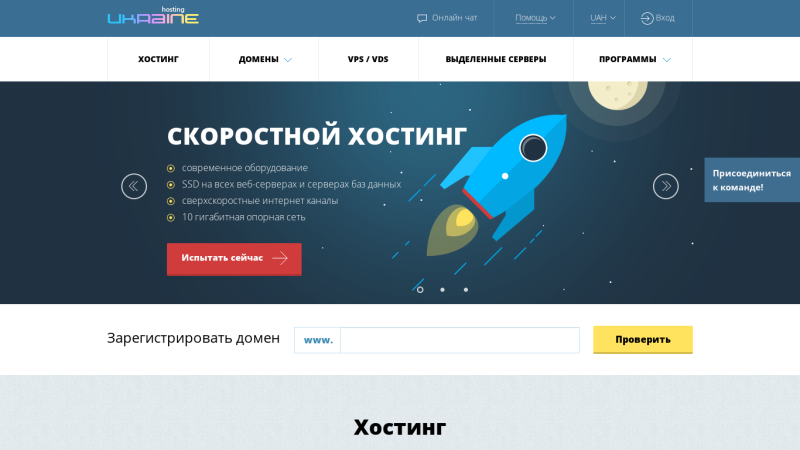 hosting
UKRAINE
Онлайн чат
Помощь
UAH
Вход
ХОСТИНГ
ДОМЕНЫ
VPS / VDS
ВЫДЕЛЕННЫЕ СЕРВЕРЫ
ПРОГРАММЫ
СКОРОСТНОЙ ХОСТИНГ
современное оборудование
SSD на всех веб-серверах и серверах баз данных
сверхскоростные интернет каналы
10 гигабитная опорная сеть
Испытать сейчас
Присоединиться
к команде!
Зарегистрировать домен
www.
Проверить
Хостинг